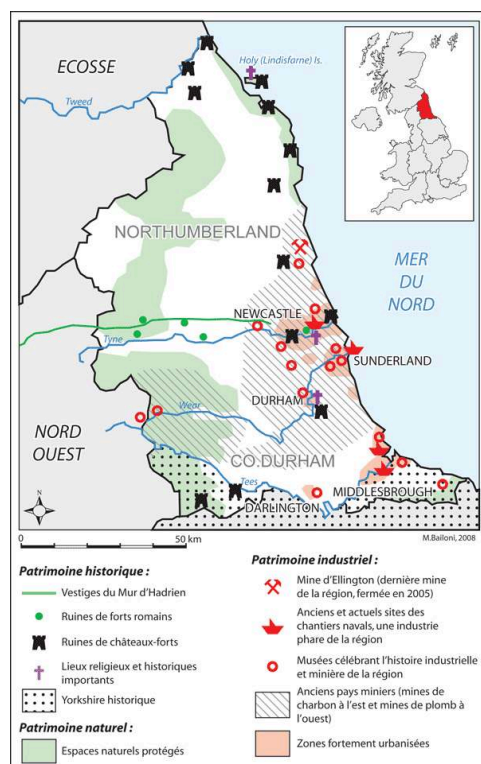 ECOSSE
Holy (Lindisfarne) Is.
Tweed
NORTHUMBERLAND
MER
DU
NORD
NEWCASTLE
Tyne
SUNDERLAND
DURHAM
Wear
NORD
OUEST
CO.DURHAM
Tees
MIDDLESBROUGH
DARLINGTON
N
0
50 km
M.Bailoni, 2008
Patrimoine historique :
Vestiges du Mur d'Hadrien
Ruines de forts romains
Ruines de châteaux-forts
Lieux religieux et historiques
importants
Yorkshire historique
Patrimoine naturel :
Espaces naturels protégés
Patrimoine industriel :
Mine d'Ellington (dernière mine
de la région, fermée en 2005)
Anciens et actuels sites des
chantiers navals, une industrie
phare de la région
Musées célébrant l'histoire industrielle
et minière de la région
Anciens pays miniers (mines de
charbon à l'est et mines de plomb à
l'ouest)
Zones fortement urbanisées